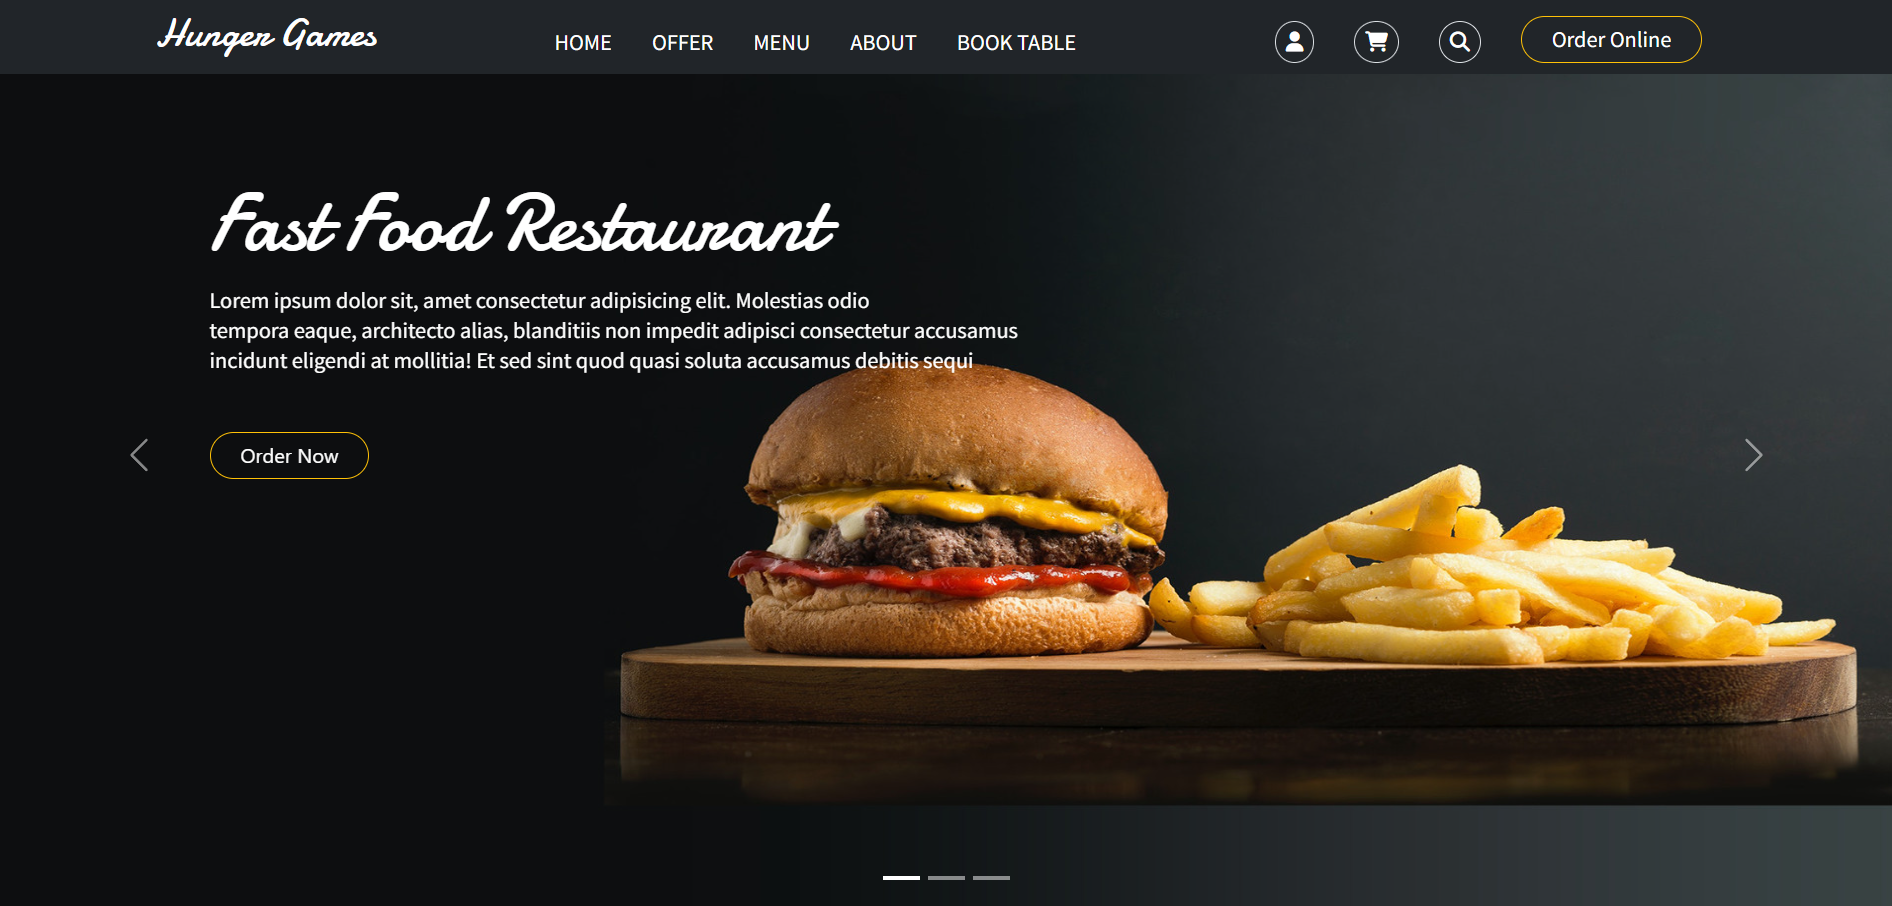 Hunger Games
HOME OFFER MENU ABOUT BOOK TABLE
Order Online
Fast Food Restaurant
Lorem ipsum dolor sit, amet consectetur adipisicing elit. Molestias odio
tempora eaque, architecto alias, blanditiis non impedit adipisci consectetur accusamus
incidunt eligendi at mollitia! Et sed sint quod quasi soluta accusamus debitis sequi
Order Now